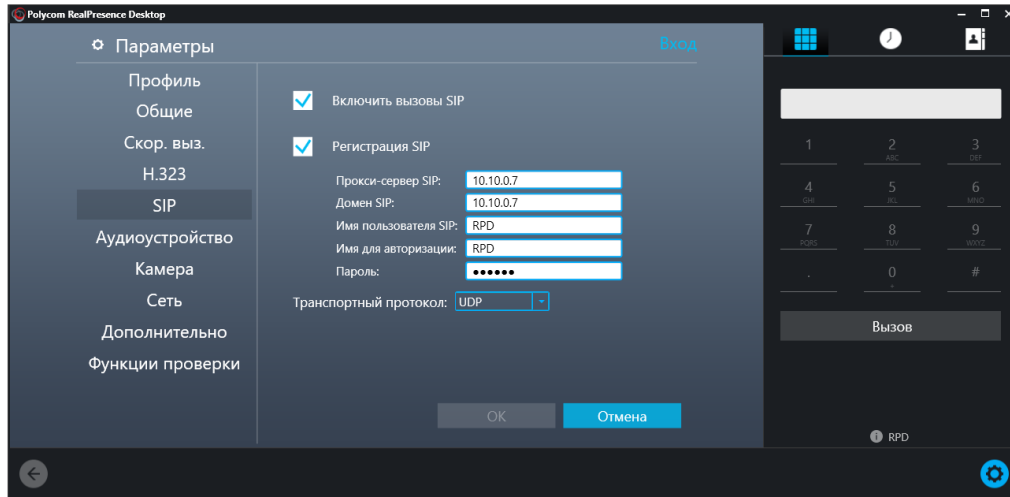 Polycom RealPresence Desktop
Параметры
Вход
Профиль
Общие
Скор. выз.
H.323
SIP
Аудиоустройство
Камера
Сеть
Дополнительно
Функции проверки
Включить вызовы SIP
Регистрация SIP
Прокси-сервер SIP: 10.10.0.7
Домен SIP: 10.10.0.7
Имя пользователя SIP: RPD
Имя для авторизации: RPD
Пароль: ••••••
Транспортный протокол: UDP
OK
Отмена
1 2 3
ABC DEF
4 5 6
GHI JKL MNO
7 8 9
PQRS TUV WXYZ
. 0 #
+
Вызов
RPD